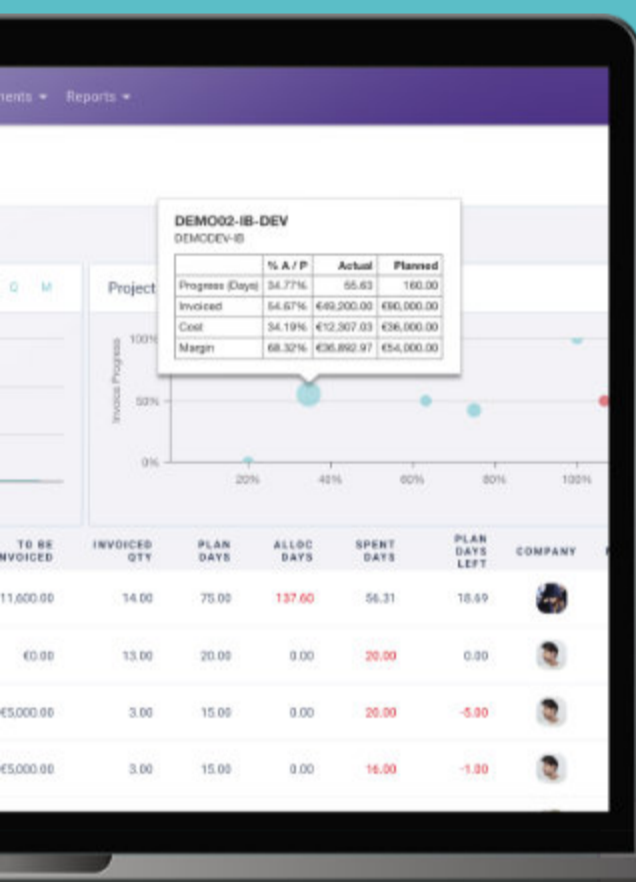 Reports
DEMO02-IB-DEV
DEMODEV-IB
% A / P Actual Planned
Progress (Days) 34.77% 55.63 160.00
Invoiced 54.67% €49,200.00 €90,000.00
Cost 34.19% €12,307.03 €36,000.00
Margin 68.32% €36,892.97 €54,000.00
Q M
Project
Invoice Progress
100%
50%
0%
20% 40% 60% 80% 100%
TO BE INVOICED QTY PLAN DAYS ALLOC DAYS SPENT DAYS PLAN DAYS LEFT COMPANY
11,600.00 14.00 75.00 137.60 56.31 18.69
€0.00 13.00 20.00 0.00 20.00 0.00
€5,000.00 3.00 15.00 0.00 20.00 -5.00
€5,000.00 3.00 15.00 0.00 16.00 -1.00